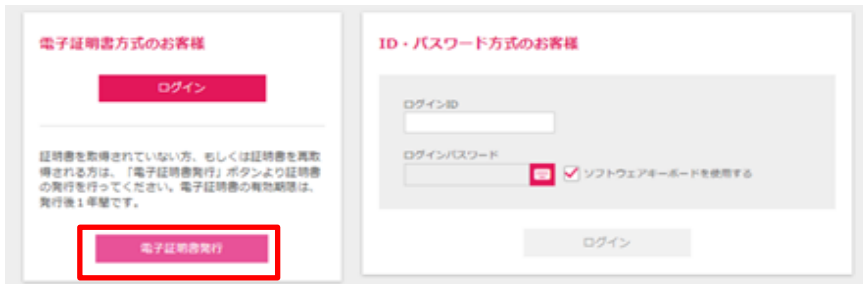 電子証明書方式のお客様
ログイン
証明書を取得されていない方、もしくは証明書を再取
得される方は、「電子証明書発行」ボタンより証明書
の発行を行ってください。電子証明書の有効期限は、
発行後1年間です。
電子証明書発行
ID・パスワード方式のお客様
ログインID
ログインパスワード
ソフトウェアキーボードを使用する
ログイン